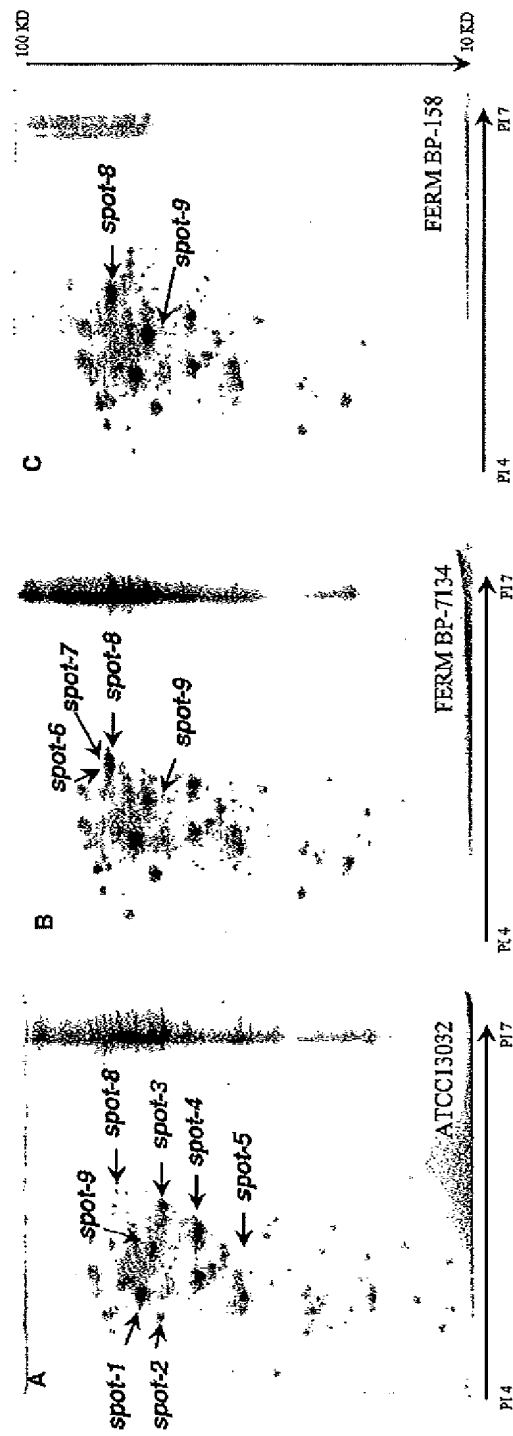 A
spot-1
spot-2
spot-9
spot-8
spot-3
spot-4
spot-5
ATCC13032
PI 4
PI 7
B
spot-6
spot-7
spot-8
spot-9
FERM BP-7134
PI 4
PI 7
C
spot-8
spot-9
FERM BP-158
PI 4
PI 7
100 KD
10 KD